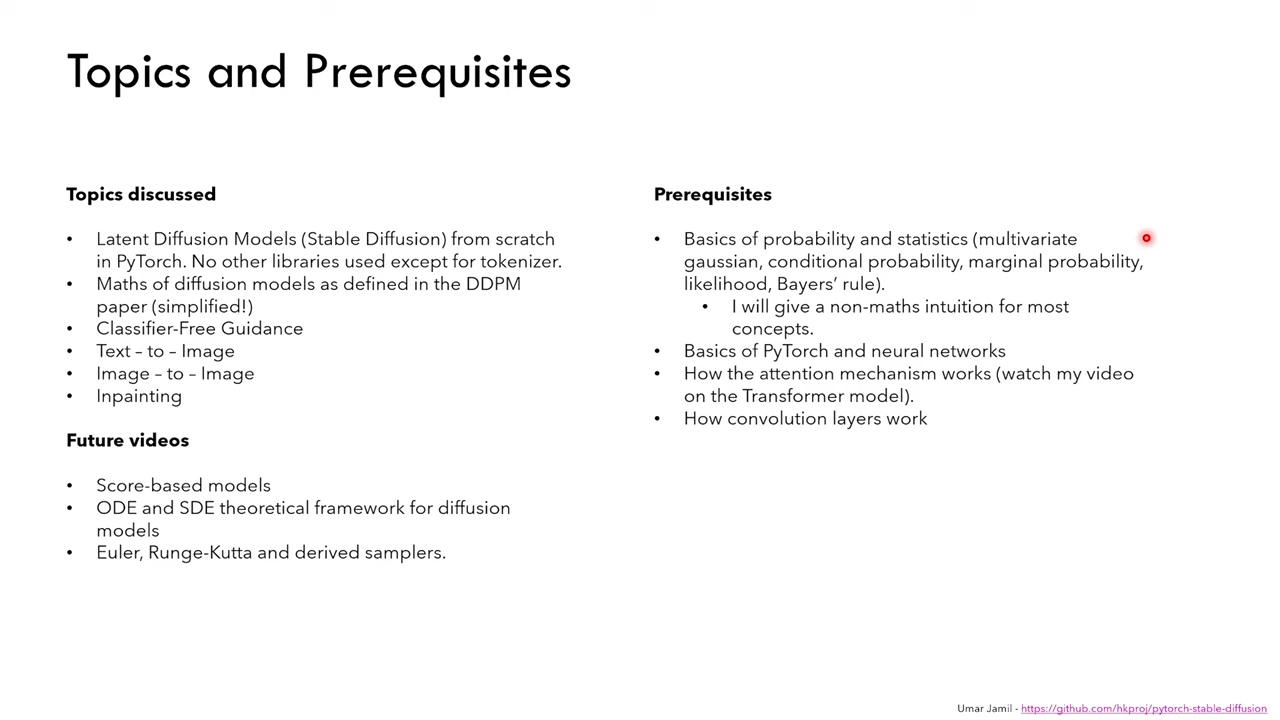 Topics and Prerequisites
Topics discussed
• Latent Diffusion Models (Stable Diffusion) from scratch
in PyTorch. No other libraries used except for tokenizer.
• Maths of diffusion models as defined in the DDPM
paper (simplified!)
• Classifier-Free Guidance
• Text – to – Image
• Image – to – Image
• Inpainting
Future videos
• Score-based models
• ODE and SDE theoretical framework for diffusion
models
• Euler, Runge-Kutta and derived samplers.
Prerequisites
• Basics of probability and statistics (multivariate
gaussian, conditional probability, marginal probability,
likelihood, Bayers’ rule).
• I will give a non-maths intuition for most
concepts.
• Basics of PyTorch and neural networks
• How the attention mechanism works (watch my video
on the Transformer model).
• How convolution layers work
Umar Jamil - https://github.com/hkproj/pytorch-stable-diffusion